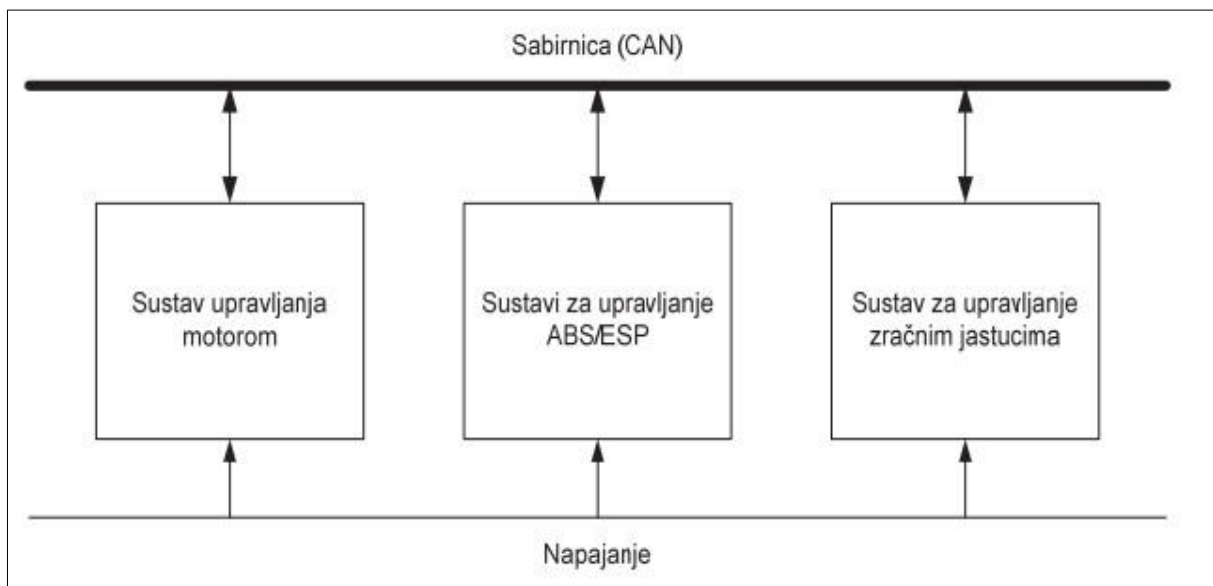 Sabirnica (CAN)
Sustav upravljanja
motorom
Sustavi za upravljanje
ABS/ESP
Sustav za upravljanje
zračnim jastucima
Napajanje